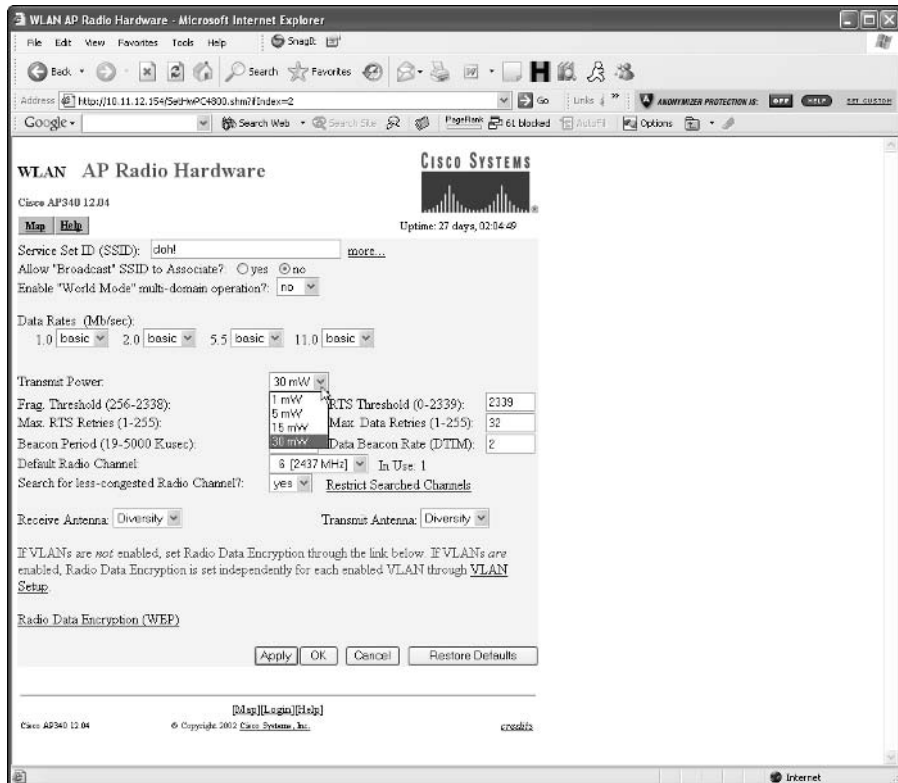 WLAN AP Radio Hardware - Microsoft Internet Explorer
File Edit View Favorites Tools Help SnagIt
Back Search Favorites
Address http://10.11.12.154/SetHwPC4800.shm?ifIndex=2 Go Links » ANONYMIZER PROTECTION IS: OFF HELP GET CUSTOM
Google Search Web Search Site PageRank 61 blocked AutoFill Options
WLAN AP Radio Hardware
CISCO SYSTEMS
Cisco AP340 12.04
Map Help
Uptime: 27 days, 02:04:49
Service Set ID (SSID): doh! more...
Allow "Broadcast" SSID to Associate?: yes no
Enable "World Mode" multi-domain operation?: no
Data Rates (Mb/sec):
1.0 basic 2.0 basic 5.5 basic 11.0 basic
Transmit Power: 30 mW
1 mW
5 mW
15 mW
30 mW
Frag. Threshold (256-2338): RTS Threshold (0-2339): 2339
Max. RTS Retries (1-255): Max. Data Retries (1-255): 32
Beacon Period (19-5000 Kusec) Data Beacon Rate (DTIM): 2
Default Radio Channel: 6 [2437 MHz] In Use: 1
Search for less-congested Radio Channel?: yes Restrict Searched Channels
Receive Antenna: Diversity Transmit Antenna: Diversity
If VLANs are not enabled, set Radio Data Encryption through the link below. If VLANs are
enabled, Radio Data Encryption is set independently for each enabled VLAN through VLAN
Setup.
Radio Data Encryption (WEP)
Apply OK Cancel Restore Defaults
[Map][Login][Help]
Cisco AP340 12.04 © Copyright 2002 Cisco Systems, Inc. credits
Internet